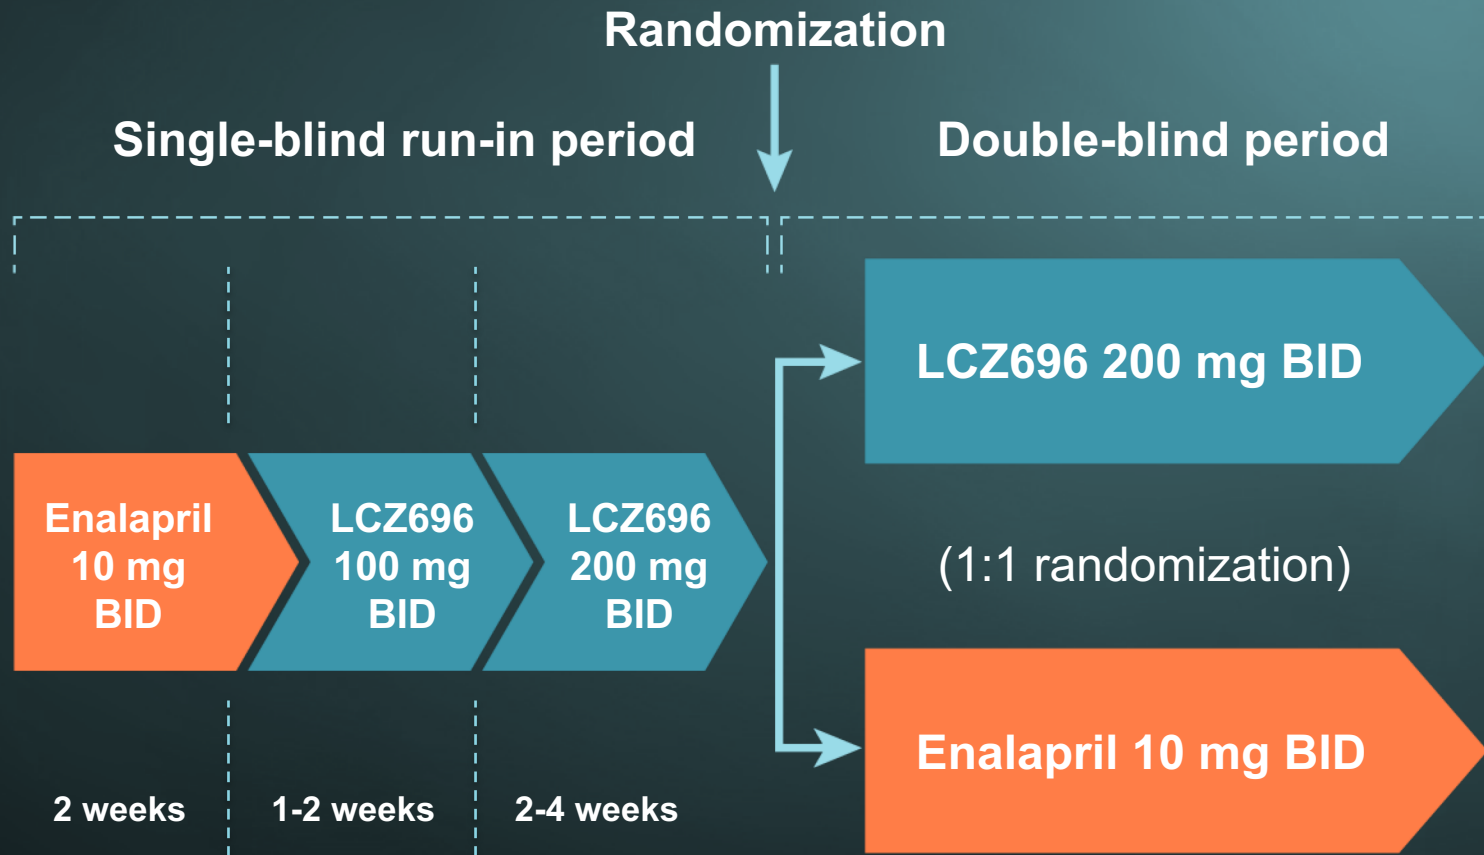 Randomization
Single-blind run-in period
Double-blind period
LCZ696 200 mg BID
Enalapril
10 mg
BID
LCZ696
100 mg
BID
LCZ696
200 mg
BID
(1:1 randomization)
Enalapril 10 mg BID
2 weeks
1-2 weeks
2-4 weeks